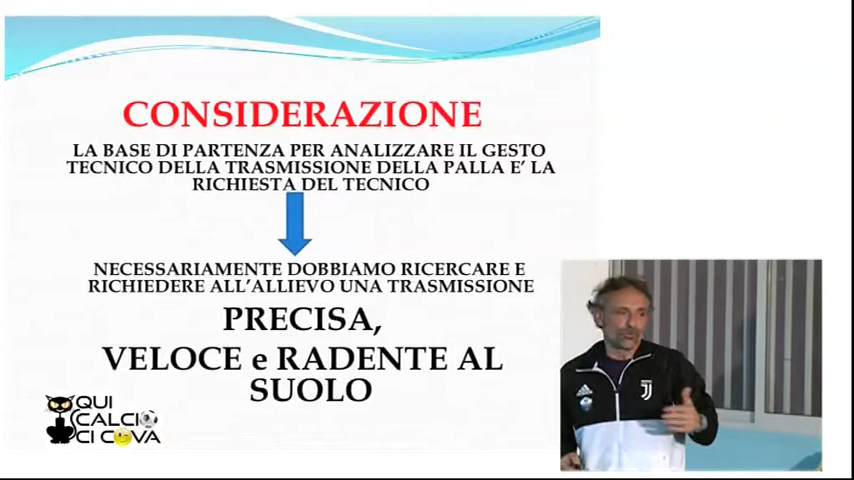 CONSIDERAZIONE
LA BASE DI PARTENZA PER ANALIZZARE IL GESTO
TECNICO DELLA TRASMISSIONE DELLA PALLA E’ LA
RICHIESTA DEL TECNICO
NECESSARIAMENTE DOBBIAMO RICERCARE E
RICHIEDERE ALL’ALLIEVO UNA TRASMISSIONE
PRECISA,
VELOCE e RADENTE AL
SUOLO
QUI
CALCIO
CI COVA